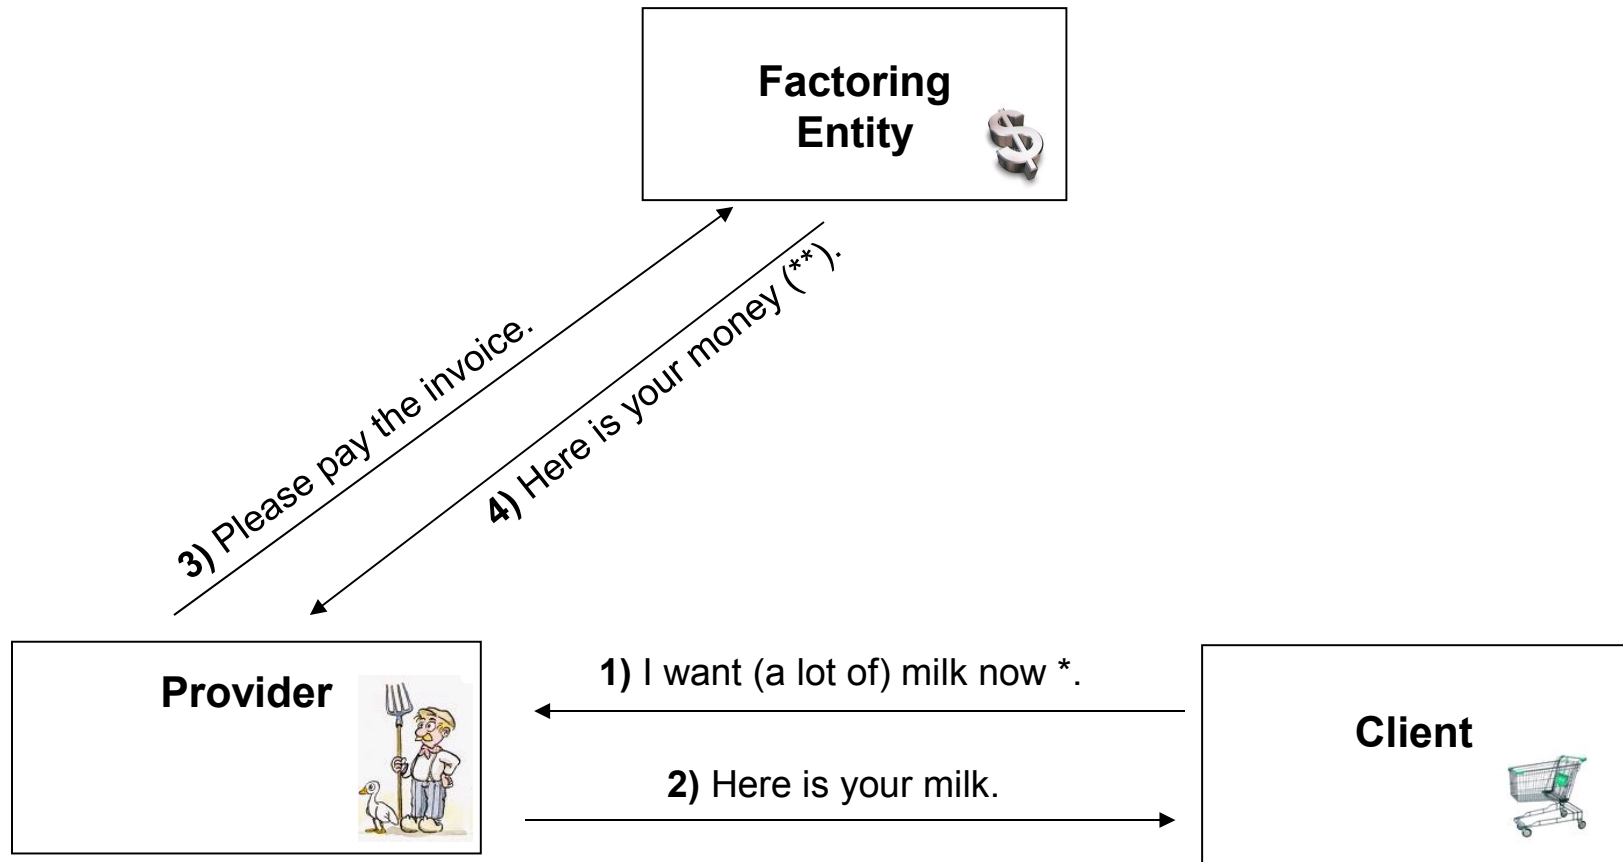 Factoring
Entity
3) Please pay the invoice.
4) Here is your money (**).
Provider
1) I want (a lot of) milk now *.
Client
2) Here is your milk.